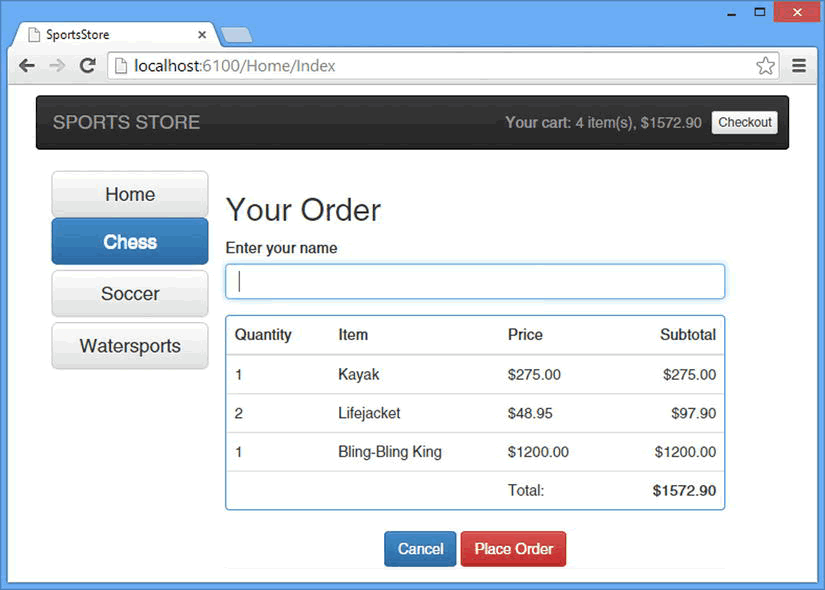 SportsStore
localhost:6100/Home/Index
SPORTS STORE Your cart: 4 item(s), $1572.90 Checkout
Home
Chess
Soccer
Watersports
Your Order
Enter your name
Quantity Item Price Subtotal
1 Kayak $275.00 $275.00
2 Lifejacket $48.95 $97.90
1 Bling-Bling King $1200.00 $1200.00
Total: $1572.90
Cancel Place Order